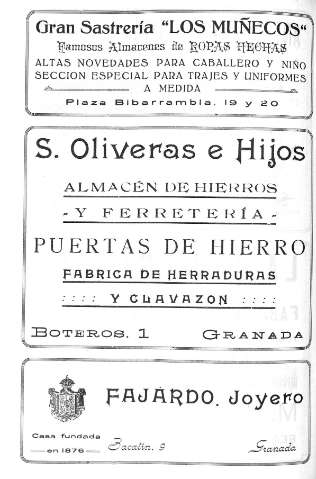 Gran Sastrería "LOS MUÑECOS"
Famosos Almacenes de ROPAS HECHAS
ALTAS NOVEDADES PARA CABALLERO Y NIÑO
SECCION ESPECIAL PARA TRAJES Y UNIFORMES
A MEDIDA
Plaza Bibarrambla, 19 y 20
S. Oliveras e Hijos
ALMACÉN DE HIERROS
- Y FERRETERÍA -
PUERTAS DE HIERRO
FABRICA DE HERRADURAS
:::: Y CLAVAZON ::::
BOTEROS, 1 GRANADA
FAJARDO, Joyero
Casa fundada
— en 1876 —
Zacatín, 9 Granada